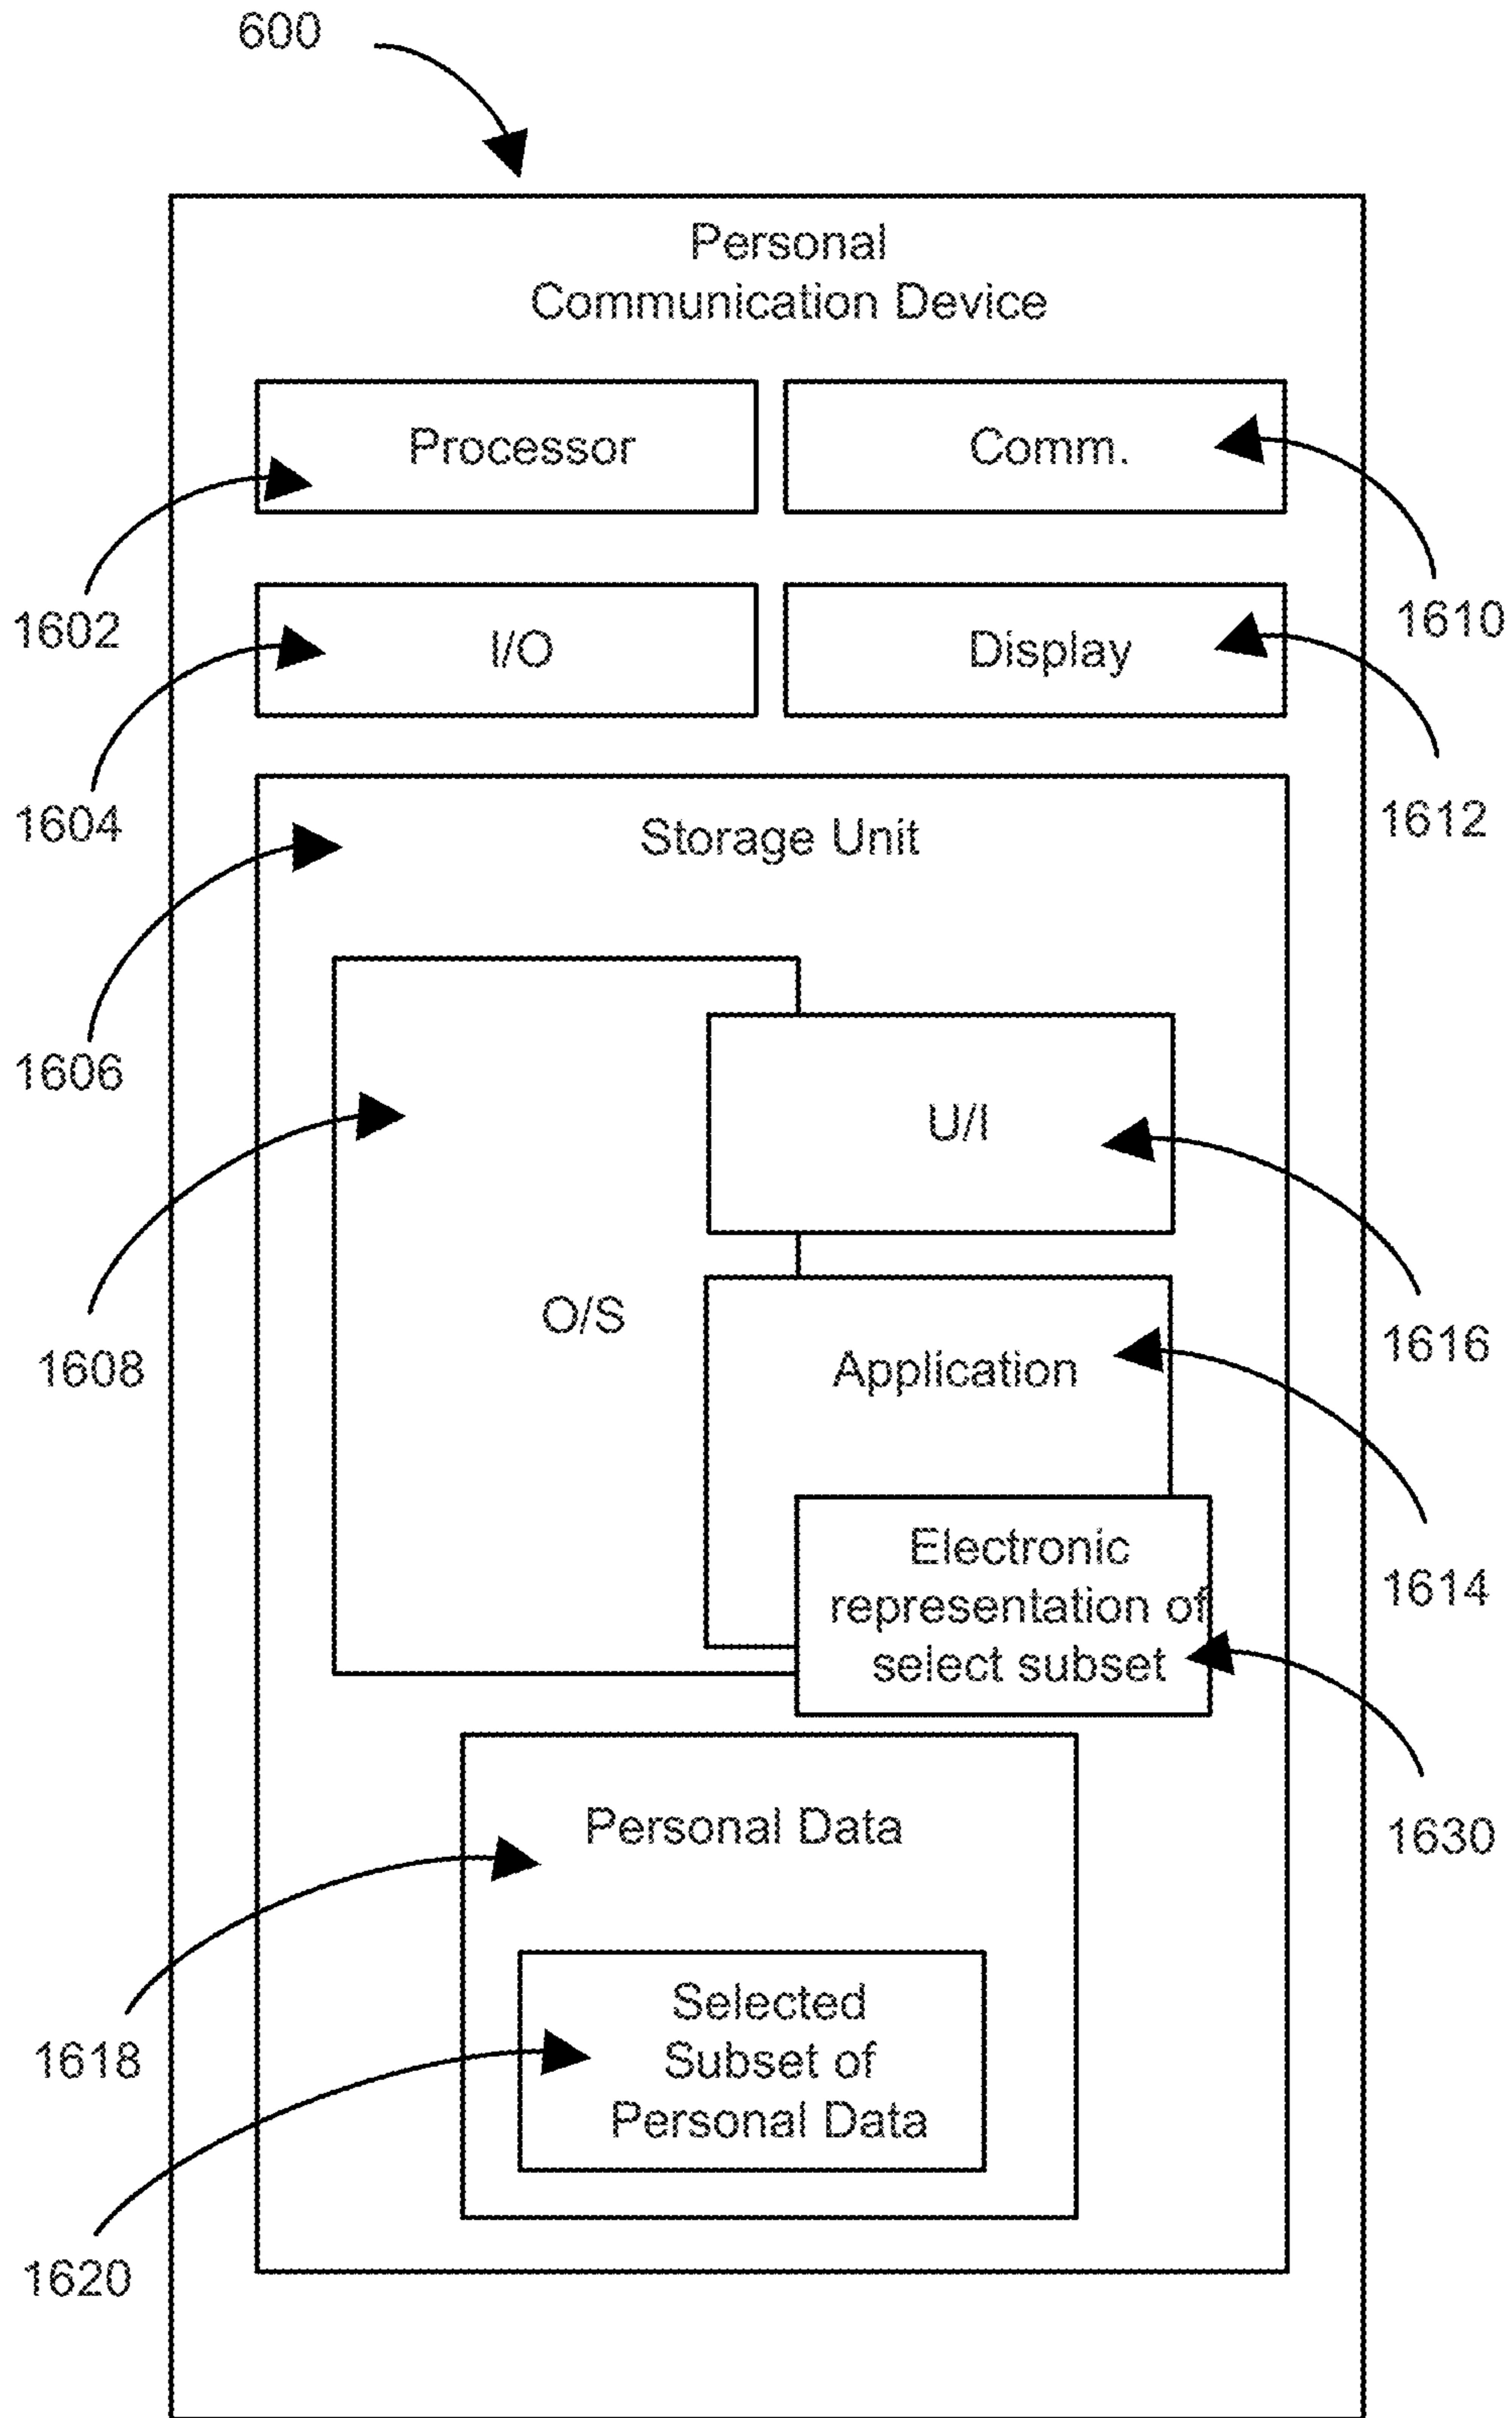 600
Personal
Communication Device
Processor
Comm.
1602
1610
I/O
Display
1604
1612
Storage Unit
1606
U/I
O/S
1608
1616
Application
1614
Electronic
representation of
select subset
1630
Personal Data
1618
Selected
Subset of
Personal Data
1620